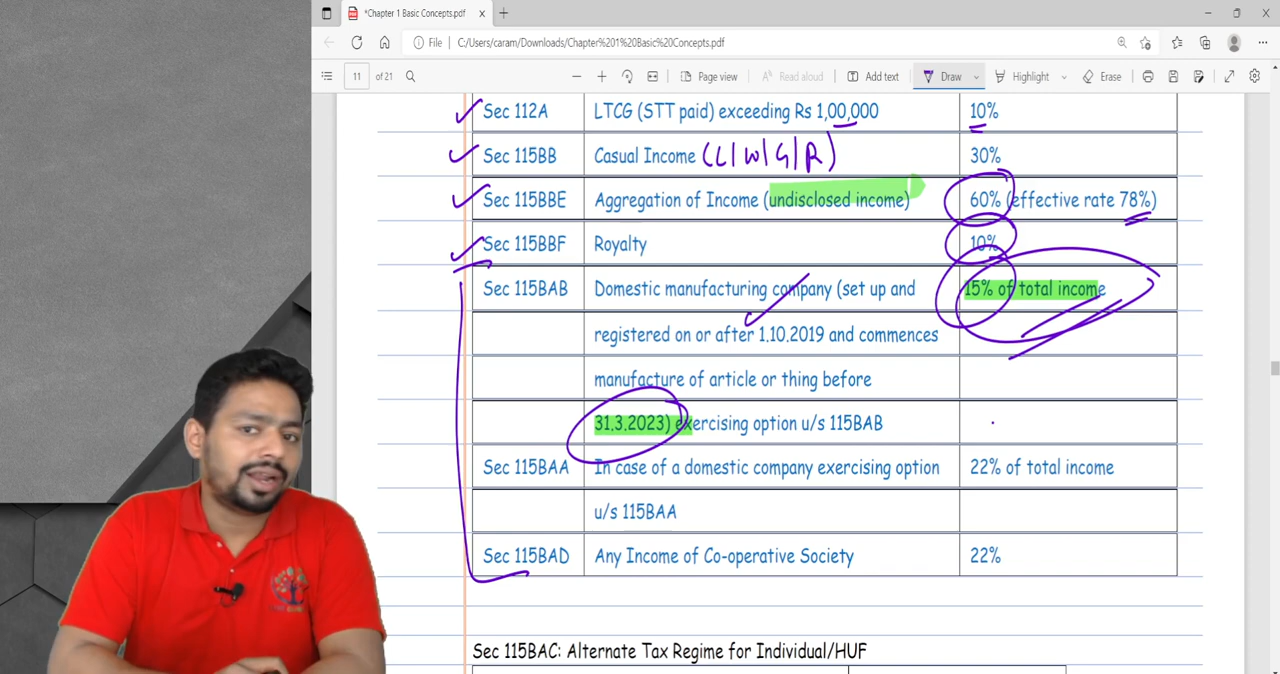 *Chapter 1 Basic Concepts.pdf
File C:/Users/caram/Downloads/Chapter%201%20Basic%20Concepts.pdf
11 of 21 Page view Read aloud Add text Draw Highlight Erase
Sec 112A LTCG (STT paid) exceeding Rs 1,00,000 10%
Sec 115BB Casual Income (L|W|G|R) 30%
Sec 115BBE Aggregation of Income (undisclosed income) 60% (effective rate 78%)
Sec 115BBF Royalty 10%
Sec 115BAB Domestic manufacturing company (set up and 15% of total income
registered on or after 1.10.2019 and commences
manufacture of article or thing before
31.3.2023) exercising option u/s 115BAB
Sec 115BAA In case of a domestic company exercising option 22% of total income
u/s 115BAA
Sec 115BAD Any Income of Co-operative Society 22%
Sec 115BAC: Alternate Tax Regime for Individual/HUF